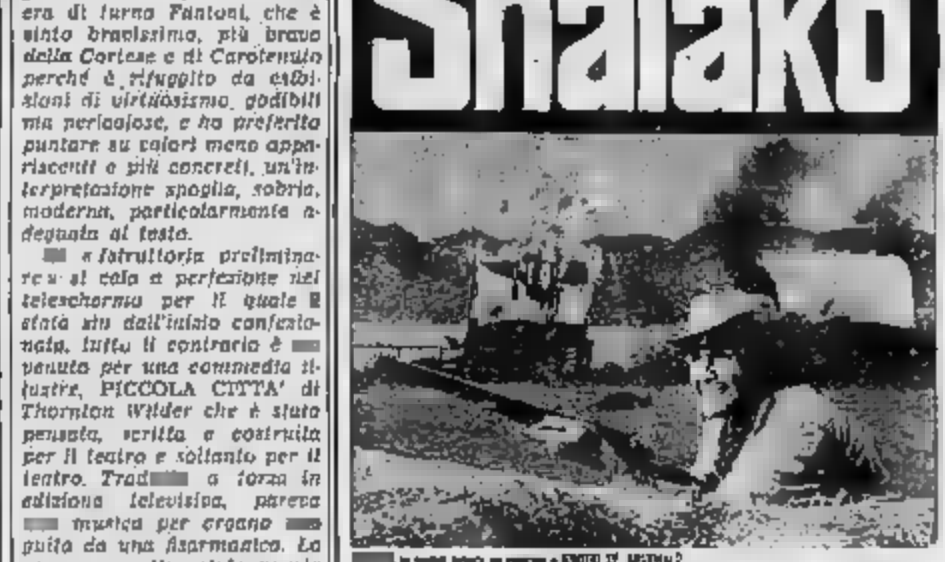 era di turno Fantoni, che è
stato bravissimo, più bravo
della Cortese e di Carotenuto
perché è rifuggito da esibi-
zioni di virtuosismo, godibili
ma pericolose, e ha preferito
puntare su colori meno appa-
riscenti e più concreti, un'in-
terpretazione spoglia, sobria,
moderna, particolarmente a-
deguata al testo.
« Istruttoria prelimina-
re » si cala a perfezione nel
teleschermo per il quale è
stata sin dall'inizio confezio-
nata, tutto il contrario è
venuto per una commedia il-
lustre, PICCOLA CITTA' di
Thornton Wilder che è stata
pensata, scritta e costruita
per il teatro e soltanto per il
teatro. a forza in
edizione televisiva, pareva
musica per organo
guita da una fisarmonica. La
Shalako